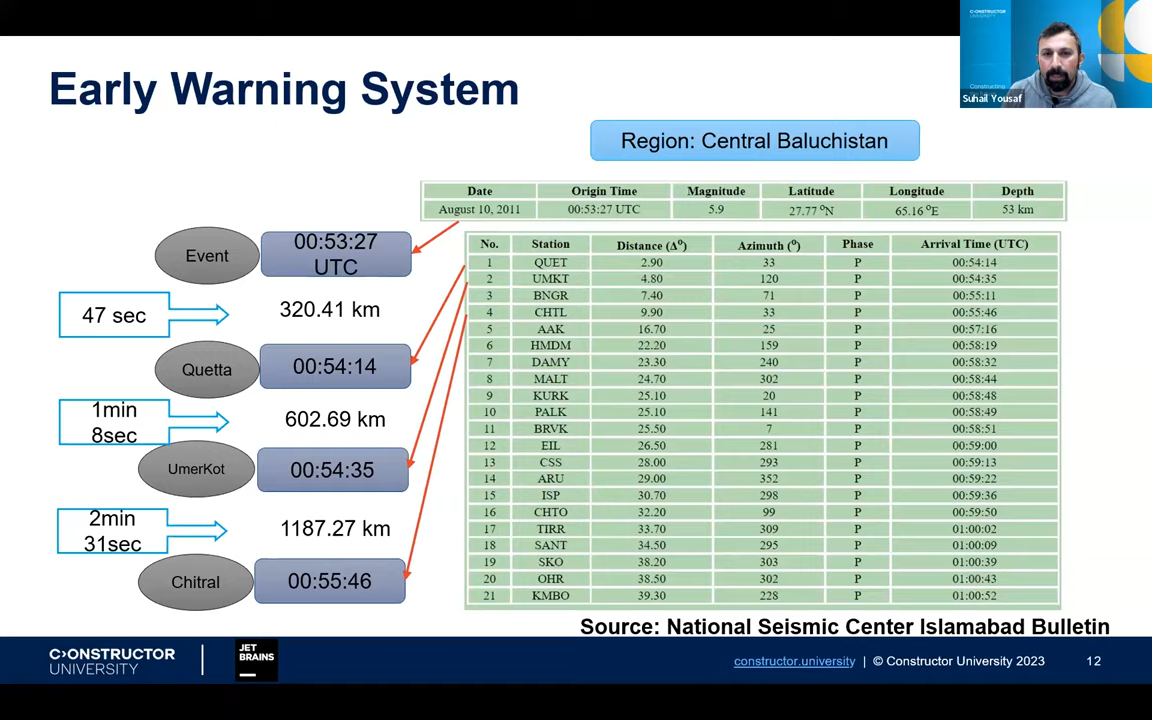 C›ONSTRUCTOR
UNIVERSITY
Constructing
Suhail Yousaf
Early Warning System
Region: Central Baluchistan
Date Origin Time Magnitude Latitude Longitude Depth
August 10, 2011 00:53:27 UTC 5.9 27.77 ⁰N 65.16 ⁰E 53 km
Event
00:53:27
UTC
47 sec
320.41 km
Quetta
00:54:14
1min
8sec
602.69 km
UmerKot
00:54:35
2min
31sec
1187.27 km
Chitral
00:55:46
No. Station Distance (Δ⁰) Azimuth (⁰) Phase Arrival Time (UTC)
1 QUET 2.90 33 P 00:54:14
2 UMKT 4.80 120 P 00:54:35
3 BNGR 7.40 71 P 00:55:11
4 CHTL 9.90 33 P 00:55:46
5 AAK 16.70 25 P 00:57:16
6 HMDM 22.20 159 P 00:58:19
7 DAMY 23.30 240 P 00:58:32
8 MALT 24.70 302 P 00:58:44
9 KURK 25.10 20 P 00:58:48
10 PALK 25.10 141 P 00:58:49
11 BRVK 25.50 7 P 00:58:51
12 EIL 26.50 281 P 00:59:00
13 CSS 28.00 293 P 00:59:13
14 ARU 29.00 352 P 00:59:22
15 ISP 30.70 298 P 00:59:36
16 CHTO 32.20 99 P 00:59:50
17 TIRR 33.70 309 P 01:00:02
18 SANT 34.50 295 P 01:00:09
19 SKO 38.20 303 P 01:00:39
20 OHR 38.50 302 P 01:00:43
21 KMBO 39.30 228 P 01:00:52
Source: National Seismic Center Islamabad Bulletin
C›ONSTRUCTOR
UNIVERSITY
JET
BRAINS
constructor.university | © Constructor University 2023 12